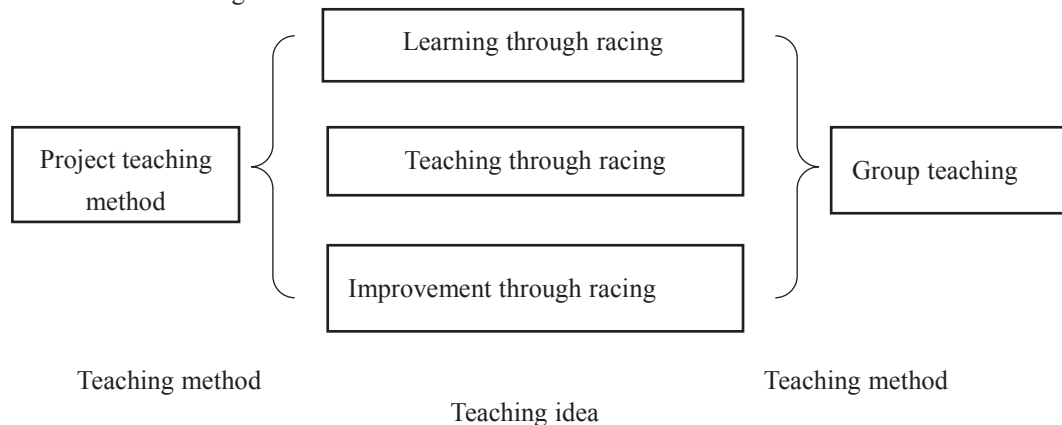 Learning through racing
Project teaching
method
Teaching through racing
Group teaching
Improvement through racing
Teaching method
Teaching method
Teaching idea